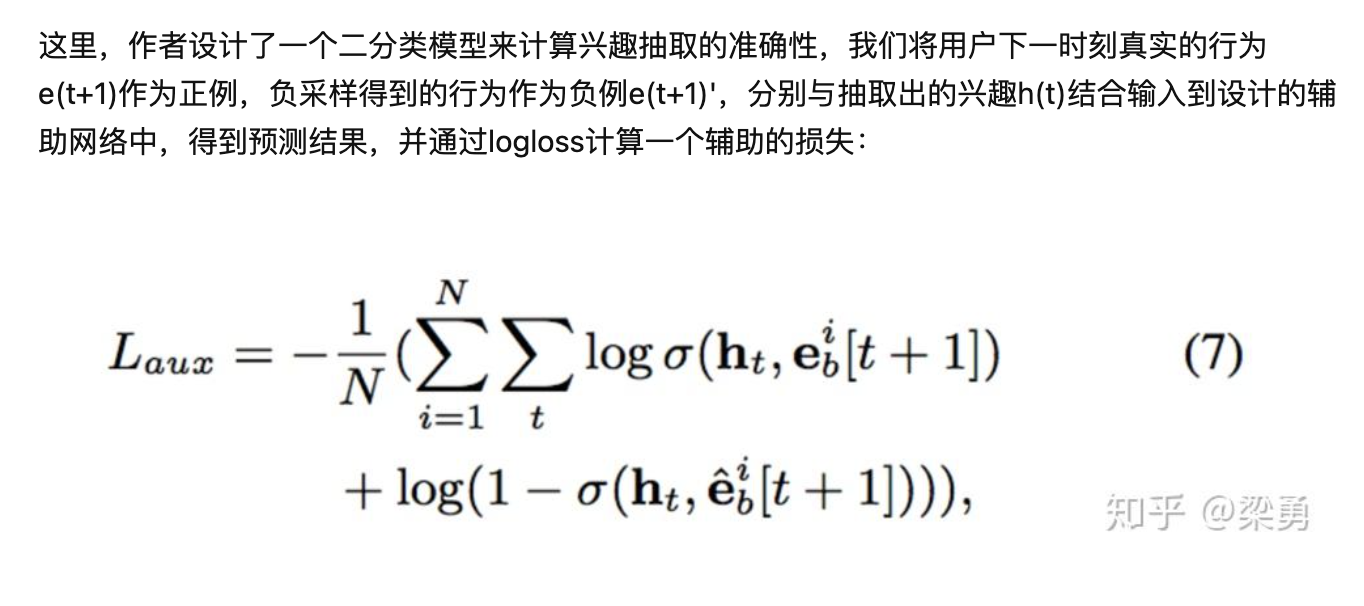 这里，作者设计了一个二分类模型来计算兴趣抽取的准确性，我们将用户下一时刻真实的行为
e(t+1)作为正例，负采样得到的行为作为负例e(t+1)'，分别与抽取出的兴趣h(t)结合输入到设计的辅
助网络中，得到预测结果，并通过logloss计算一个辅助的损失：
L_{aux} = -\frac{1}{N}(\sum_{i=1}^{N}\sum_{t} \log σ(\mathbf{h}_t, \mathbf{e}_b^i[t + 1]) (7)
+ \log(1 - σ(\mathbf{h}_t, \hat{\mathbf{e}}_b^i[t + 1]))),
知乎 @梁勇